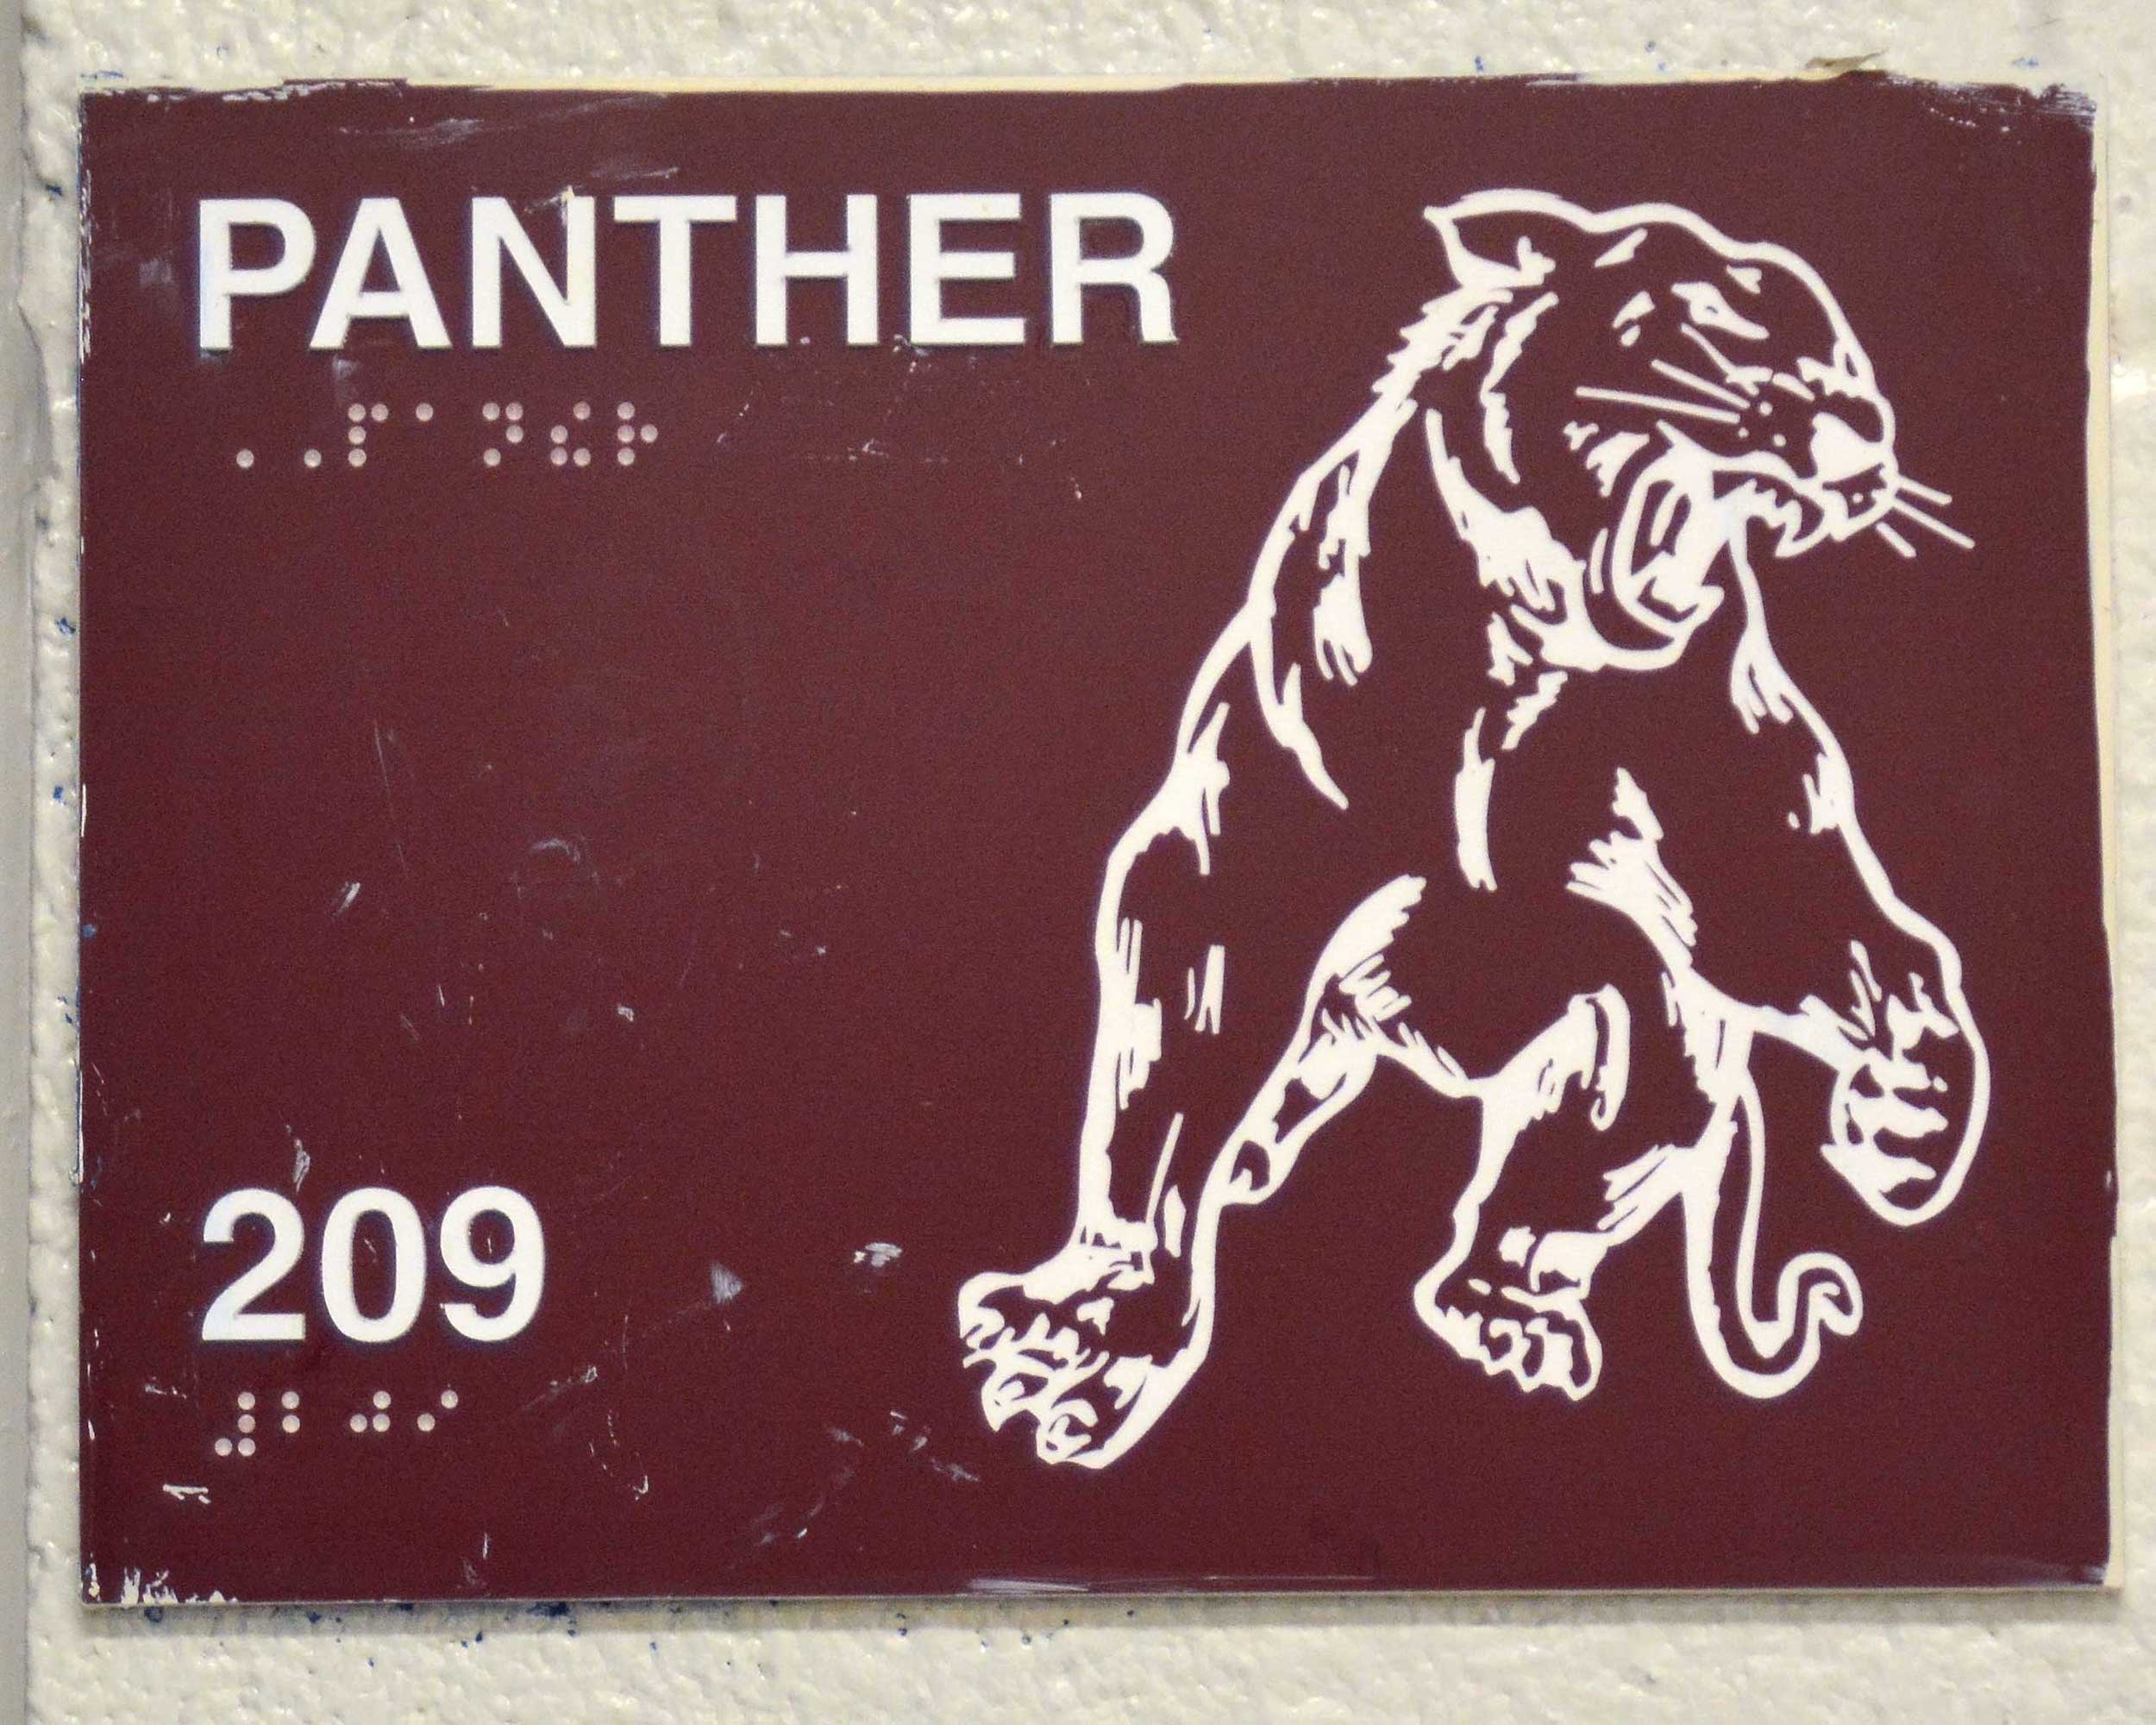 PANTHER
⠠⠠⠏⠁⠝⠮⠗
209
⠼⠃⠚⠊